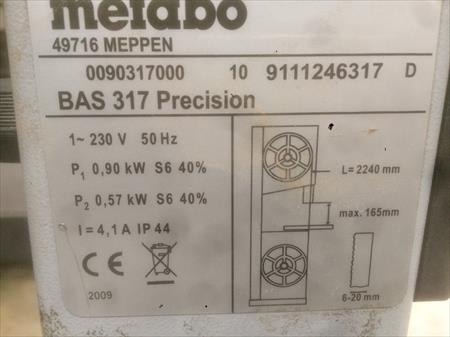 metabo
49716 MEPPEN
0090317000 10 9111246317 D
BAS 317 Precision
1~ 230 V 50 Hz
P1 0,90 kW S6 40%
P2 0,57 kW S6 40%
I = 4,1 A IP 44
L= 2240 mm
max. 165mm
CE
2009
6-20 mm